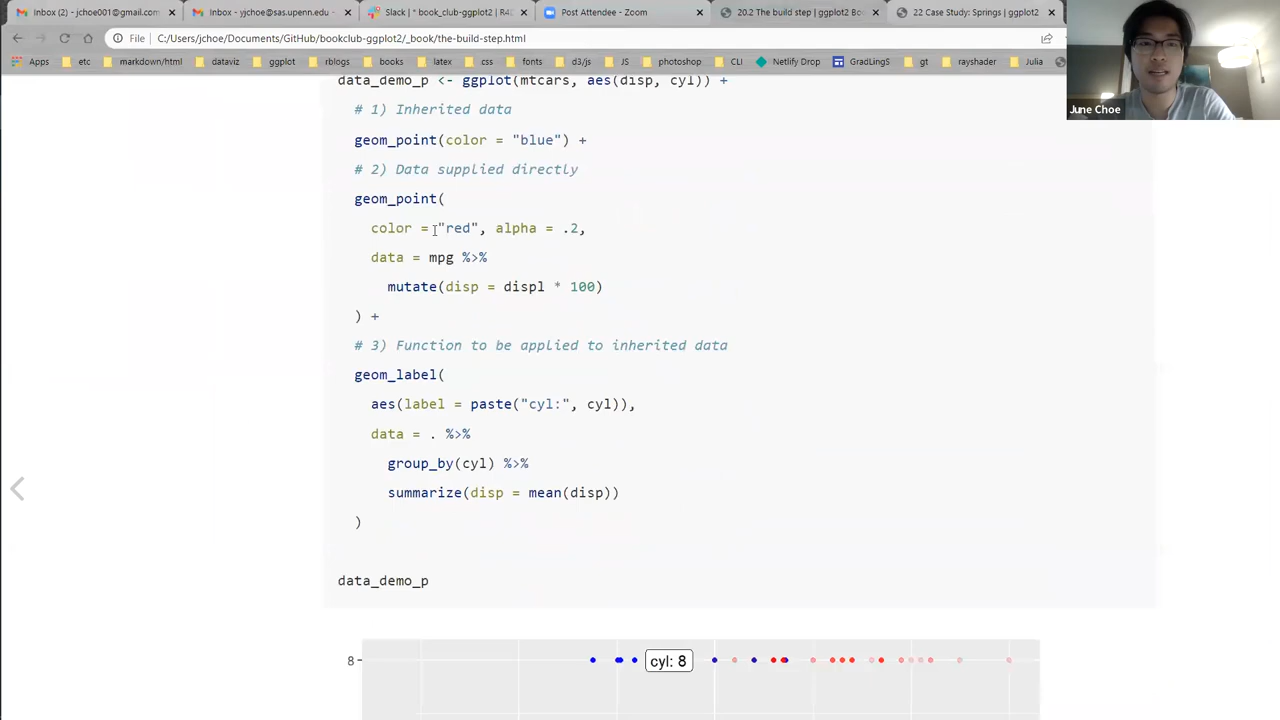 Inbox (2) - jchoe001@gmail.com
Inbox - yjchoe@sas.upenn.edu -
Slack | * book_club-ggplot2 | R4S
Post Attendee - Zoom
20.2 The build step | ggplot2 Boo
22 Case Study: Springs | ggplot2
File C:/Users/jchoe/Documents/GitHub/bookclub-ggplot2/_book/the-build-step.html
Apps etc markdown/html dataviz ggplot rblogs books latex css fonts d3/js JS photoshop CLI Netlify Drop GradLings gt rayshader Julia
June Choe
data_demo_p <- ggplot(mtcars, aes(disp, cyl)) +
# 1) Inherited data
geom_point(color = "blue") +
# 2) Data supplied directly
geom_point(
color = "red", alpha = .2,
data = mpg %>%
mutate(disp = displ * 100)
) +
# 3) Function to be applied to inherited data
geom_label(
aes(label = paste("cyl:", cyl)),
data = . %>%
group_by(cyl) %>%
summarize(disp = mean(disp))
)
data_demo_p
8
cyl: 8